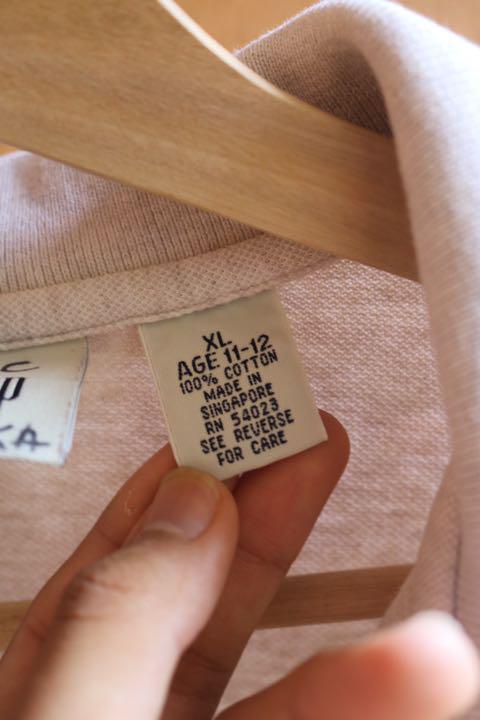 XL
AGE 11-12
100% COTTON
MADE IN
SINGAPORE
RN 54023
SEE REVERSE
FOR CARE